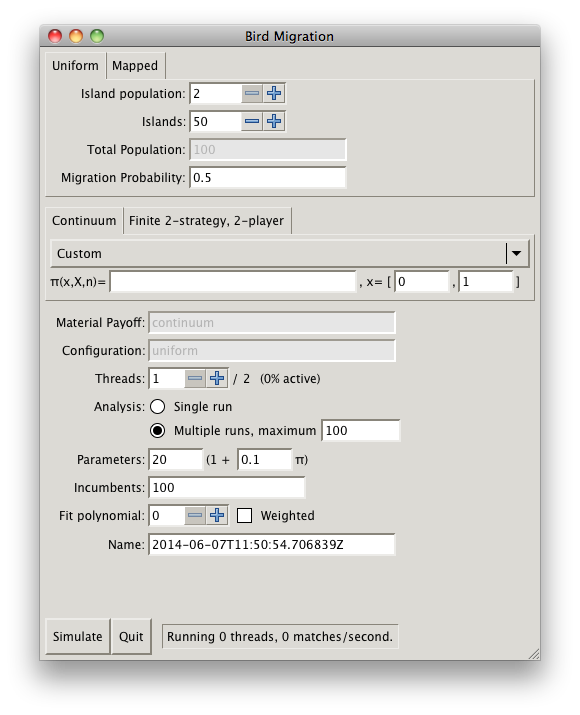 Bird Migration
Uniform Mapped
Island population: 2
Islands: 50
Total Population: 100
Migration Probability: 0.5
Continuum Finite 2-strategy, 2-player
Custom
π(x,X,n)= , x= [ 0 , 1 ]
Material Payoff: continuum
Configuration: uniform
Threads: 1 / 2 (0% active)
Analysis: Single run
Multiple runs, maximum 100
Parameters: 20 (1 + 0.1 π)
Incumbents: 100
Fit polynomial: 0 Weighted
Name: 2014-06-07T11:50:54.706839Z
Simulate Quit Running 0 threads, 0 matches/second.